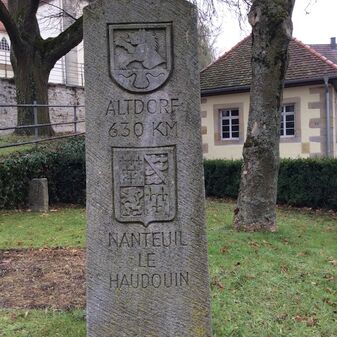 ALTDORF
630 KM
NANTEUIL
LE
HAUDOUIN